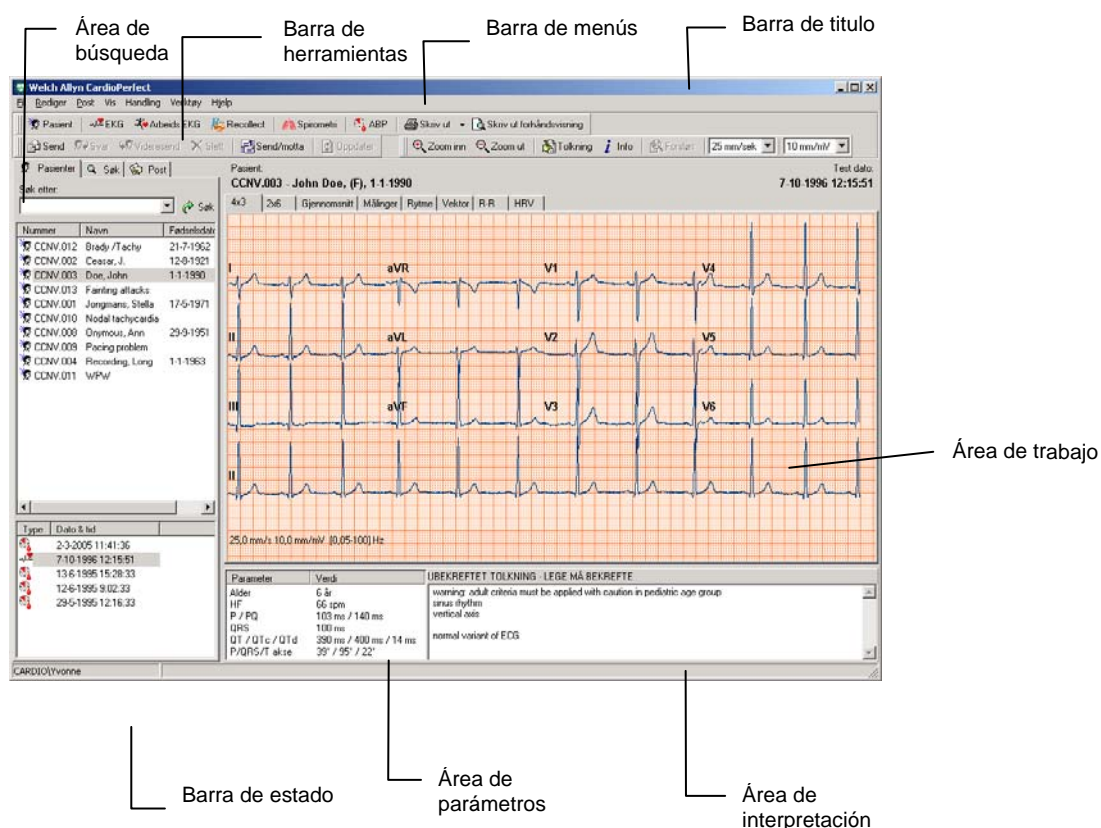 Área de
búsqueda
Barra de
herramientas
Barra de menús
Barra de titulo
Welch Allyn CardioPerfect
Rediger Post Vis Handling Verktøy Hjelp
Pasient EKG Arbeids EKG Recollect Spirometri ABP Skriv ut Skriv ut forhåndsvisning
Send Svar Videresend Slett Send/motta Oppdater Zoom inn Zoom ut Tolkning Info 25 mm/sek 10 mm/mV
Pasienter Søk Post
Søk etter:
Søk
Pasient:
CCNV.003 - John Doe, (F), 1-1-1990
Test dato:
7-10-1996 12:15:51
4x3 2x6 Gjennomsnitt Målinger Rytme Vektor R-R HRV
Nummer Navn Fødselsdato
CCNV.012 Brady /Tachy 21-7-1962
CCNV.002 Ceasar, J. 12-8-1921
CCNV.003 Doe, John 1-1-1990
CCNV.013 Fainting attacks
CCNV.001 Jongmans, Stella 17-5-1971
CCNV.010 Nodal tachycardia
CCNV.008 Onymous, Ann 29-9-1951
CCNV.009 Pacing problem
CCNV.004 Recording, Long 1-1-1963
CCNV.011 WPW
I aVR V1 V4
II aVL V2 V5
III aVF V3 V6
II
25,0 mm/s 10,0 mm/mV [0,05-100] Hz
Type Dato & tid
2-3-2005 11:41:36
7-10-1996 12:15:51
13-6-1995 15:28:33
12-6-1995 9:02:33
29-5-1995 12:16:33
Parameter Verdi
Alder 6 år
HF 66 spm
P / PQ 103 ms / 140 ms
QRS 100 ms
QT / QTc / QTd 390 ms / 400 ms / 14 ms
P/QRS/T akse 39° / 95° / 22°
UBEKREFTET TOLKNING - LEGE MÅ BEKREFTE
warning: adult criteria must be applied with caution in pediatric age group
sinus rhythm
vertical axis
normal variant of ECG
CARDIO\Yvonne
Área de trabajo
Barra de estado
Área de
parámetros
Área de
interpretación